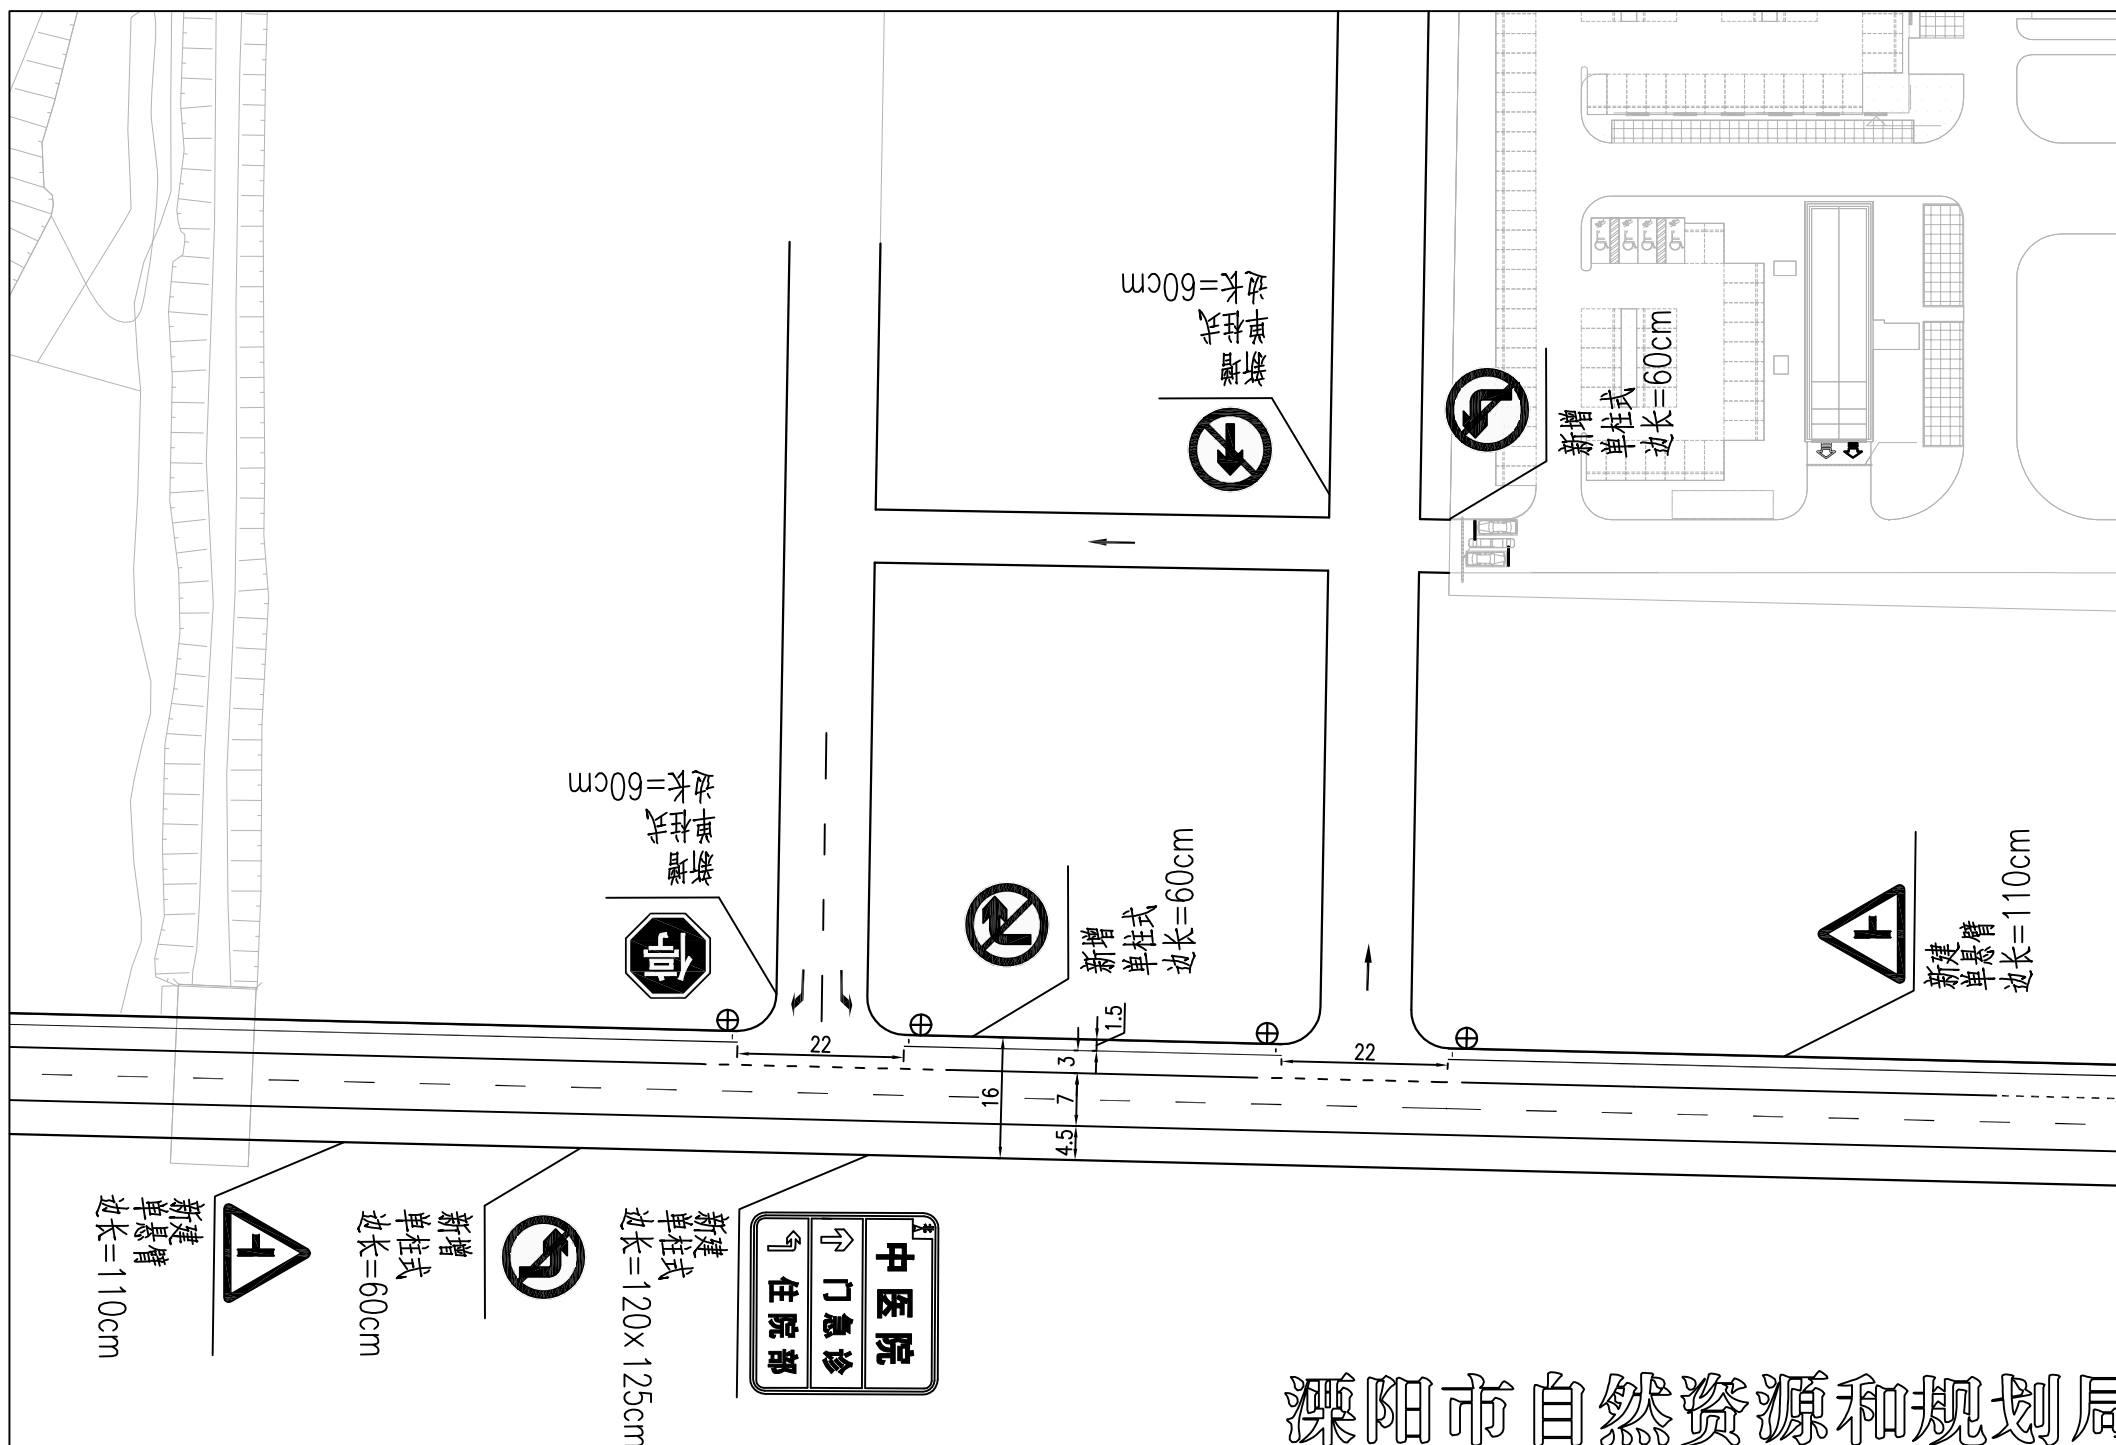 新增
单柱式
边长=60cm
新增
单柱式
边长=60cm
新增
单柱式
边长=60cm
停
新增
单柱式
边长=60cm
新建
单悬臂
边长=110cm
22
22
1.5
3
16
7
4.5
新建
单悬臂
边长=110cm
新增
单柱式
边长=60cm
新建
单柱式
边长=120x125cm
中医院
门急诊
住院部
溧阳市自然资源和规划局